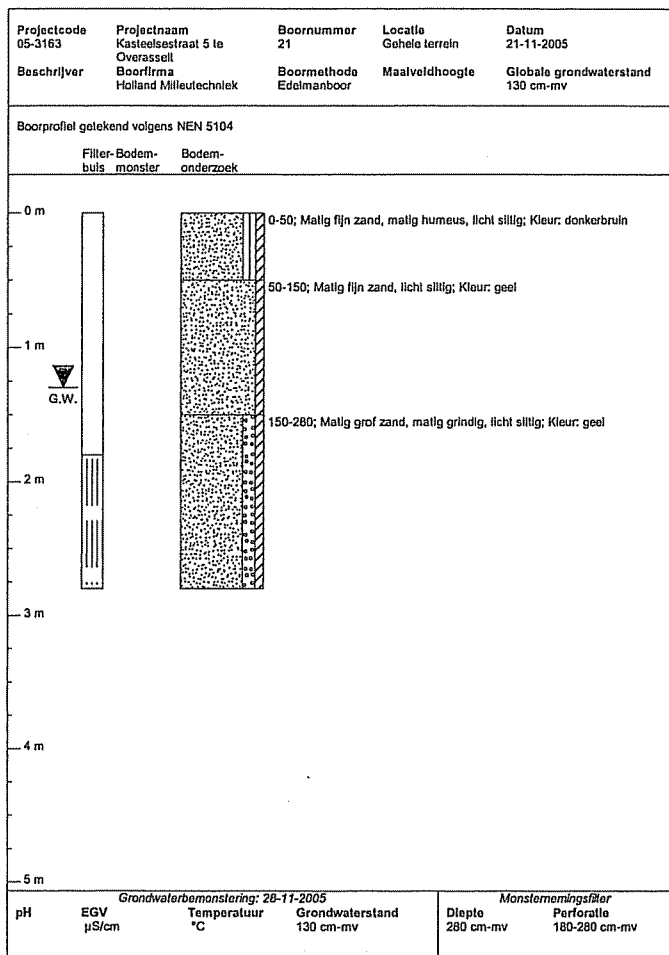 Projectcode Projectnaam Boornummer Locatie Datum
05-3163 Kasteelsestraat 5 te Overasselt 21 Gehele terrein 21-11-2005
Beschrijver Boorfirma Boormethode Maaiveldhoogte Globale grondwaterstand
Holland Milieutechniek Edelmanboor 130 cm-mv
Boorprofiel getekend volgens NEN 5104
Filter-buis Bodem-monster Bodem-onderzoek
0 m
0-50; Matig fijn zand, matig humeus, licht siltig; Kleur: donkerbruin
50-150; Matig fijn zand, licht siltig; Kleur: geel
1 m
G.W.
150-280; Matig grof zand, matig grindig, licht siltig; Kleur: geel
2 m
3 m
4 m
5 m
Grondwaterbemonstering: 28-11-2005 Monsternemingsfilter
pH EGV Temperatuur Grondwaterstand Diepte Perforatie
µS/cm °C 130 cm-mv 280 cm-mv 180-280 cm-mv